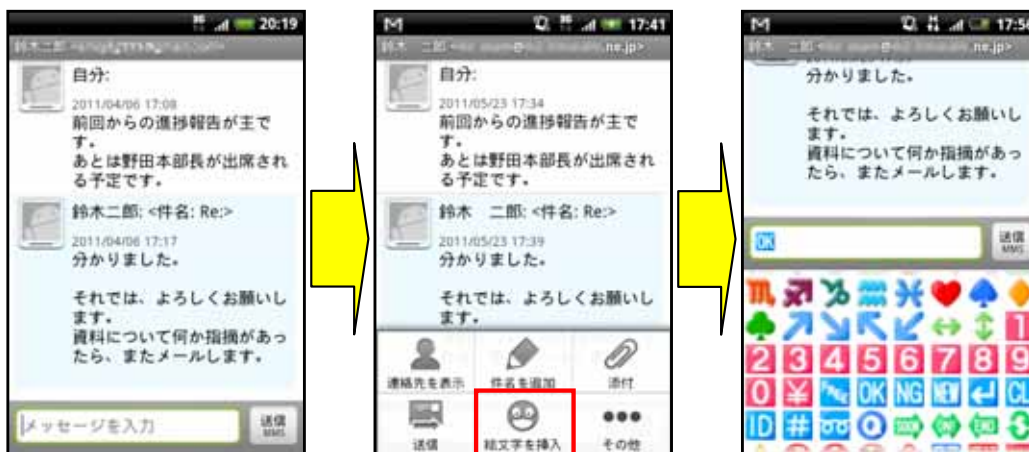 20:19
自分:
2011/04/06 17:08
前回からの進捗報告が主で
す。
あとは野田本部長が出席され
る予定です。
鈴木二郎: <件名: Re:>
2011/04/06 17:17
分かりました。
それでは、よろしくお願いし
ます。
資料について何か指摘があっ
たら、またメールします。
メッセージを入力
送信
MMS
17:41
鈴木 二郎
.ne.jp>
自分:
2011/05/23 17:34
前回からの進捗報告が主で
す。
あとは野田本部長が出席され
る予定です。
鈴木 二郎: <件名: Re:>
2011/05/23 17:39
分かりました。
それでは、よろしくお願いし
ます。
連絡先を表示
件名を追加
添付
送信
絵文字を挿入
その他
17:56
.ne.jp>
分かりました。
それでは、よろしくお願いし
ます。
資料について何か指摘があっ
たら、またメールします。
OK
送信
MMS
1
2 3 4 5 6 7 8 9
0 ¥ FREE OK NG NEW CL
ID # SOON ON END $